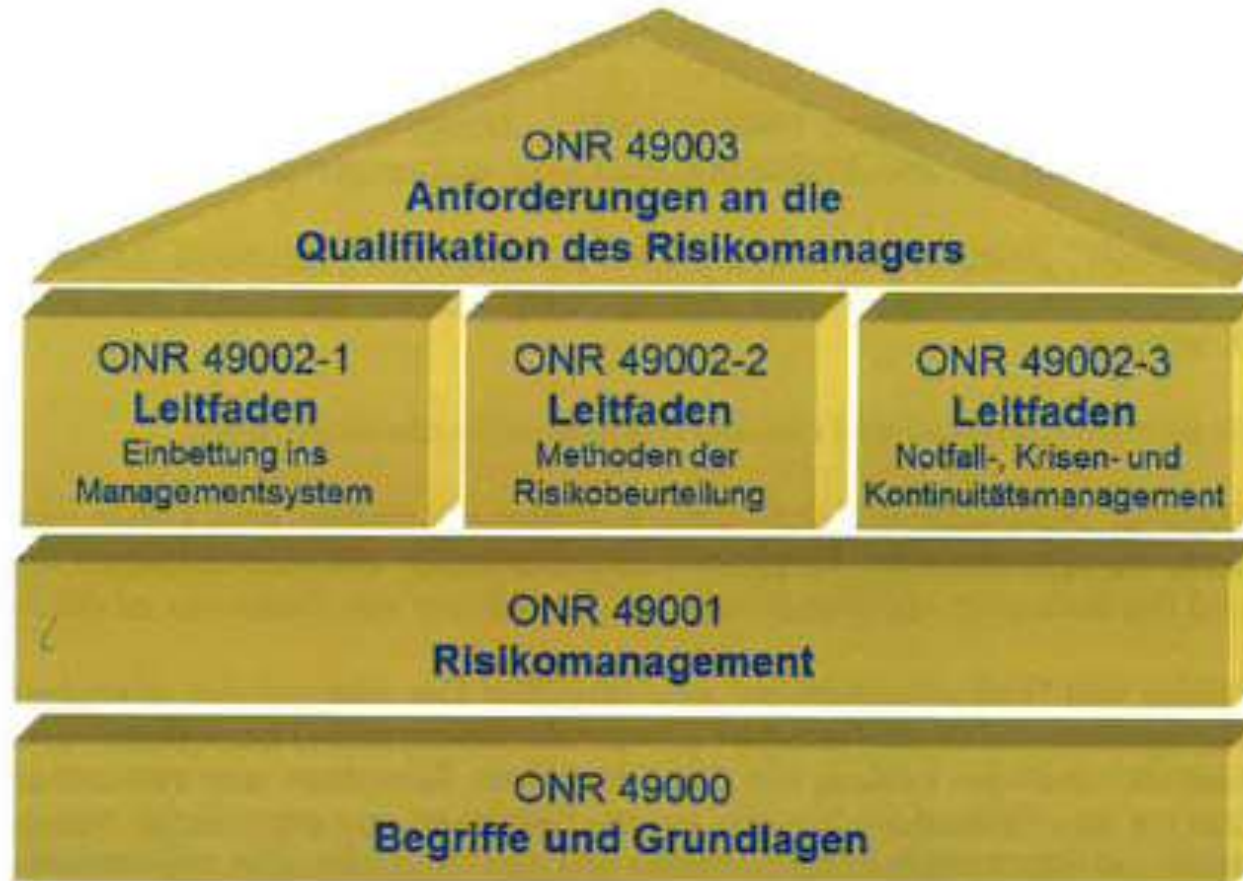 ONR 49003
Anforderungen an die
Qualifikation des Risikomanagers
ONR 49002-1
Leitfaden
Einbettung ins
Managementsystem
ONR 49002-2
Leitfaden
Methoden der
Risikobeurteilung
ONR 49002-3
Leitfaden
Notfall-, Krisen- und
Kontinuitätsmanagement
ONR 49001
Risikomanagement
ONR 49000
Begriffe und Grundlagen